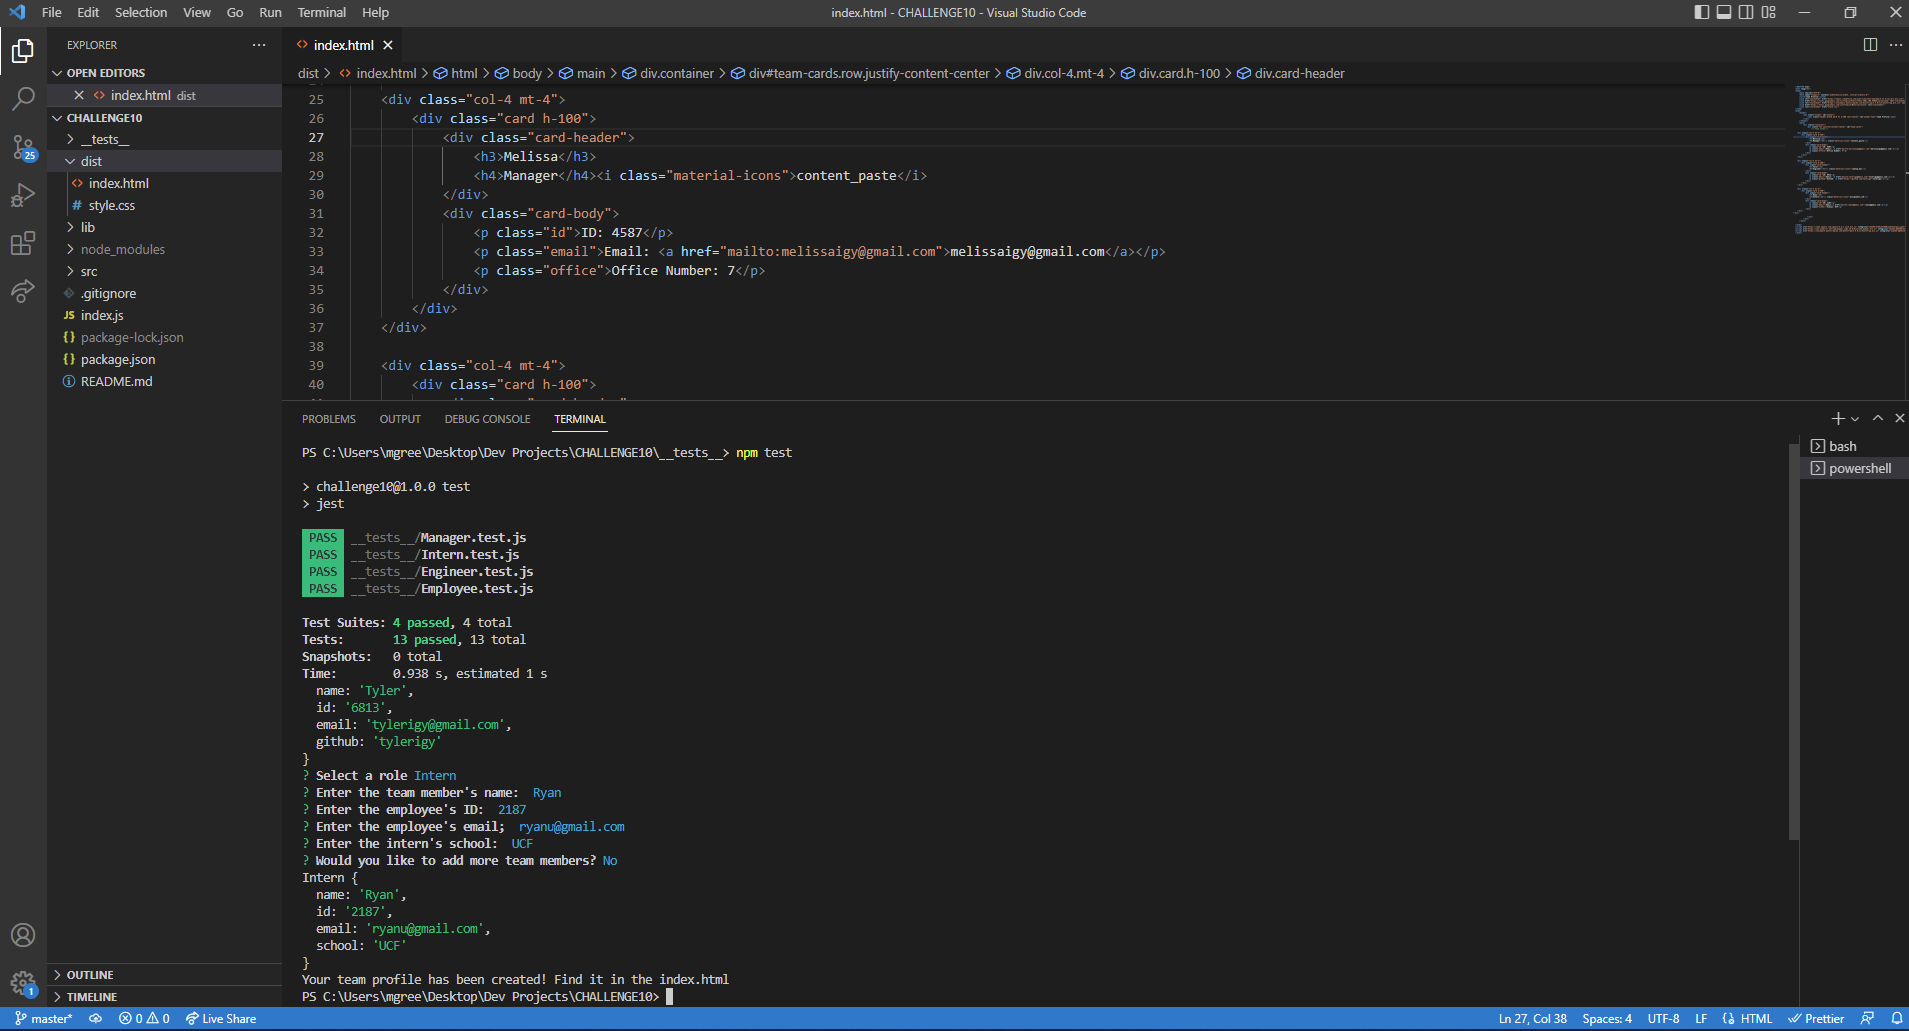 File Edit Selection View Go Run Terminal Help
index.html - CHALLENGE10 - Visual Studio Code
EXPLORER
OPEN EDITORS
index.html dist
CHALLENGE10
__tests__
dist
index.html
style.css
lib
node_modules
src
.gitignore
JS index.js
{} package-lock.json
{} package.json
README.md
OUTLINE
TIMELINE
25
1
index.html
dist > index.html > html > body > main > div.container > div#team-cards.row.justify-content-center > div.col-4.mt-4 > div.card.h-100 > div.card-header
25 <div class="col-4 mt-4">
26 <div class="card h-100">
27 <div class="card-header">
28 <h3>Melissa</h3>
29 <h4>Manager</h4><i class="material-icons">content_paste</i>
30 </div>
31 <div class="card-body">
32 <p class="id">ID: 4587</p>
33 <p class="email">Email: <a href="mailto:melissaigy@gmail.com">melissaigy@gmail.com</a></p>
34 <p class="office">Office Number: 7</p>
35 </div>
36 </div>
37 </div>
38
39 <div class="col-4 mt-4">
40 <div class="card h-100">
PROBLEMS OUTPUT DEBUG CONSOLE TERMINAL
bash
powershell
PS C:\Users\mgree\Desktop\Dev Projects\CHALLENGE10\__tests__> npm test
> challenge10@1.0.0 test
> jest
PASS __tests__/Manager.test.js
PASS __tests__/Intern.test.js
PASS __tests__/Engineer.test.js
PASS __tests__/Employee.test.js
Test Suites: 4 passed, 4 total
Tests: 13 passed, 13 total
Snapshots: 0 total
Time: 0.938 s, estimated 1 s
name: 'Tyler',
id: '6813',
email: 'tylerigy@gmail.com',
github: 'tylerigy'
}
? Select a role Intern
? Enter the team member's name: Ryan
? Enter the employee's ID: 2187
? Enter the employee's email; ryanu@gmail.com
? Enter the intern's school: UCF
? Would you like to add more team members? No
Intern {
name: 'Ryan',
id: '2187',
email: 'ryanu@gmail.com',
school: 'UCF'
}
Your team profile has been created! Find it in the index.html
PS C:\Users\mgree\Desktop\Dev Projects\CHALLENGE10>
master* 0 0 Live Share
Ln 27, Col 38 Spaces: 4 UTF-8 LF HTML Prettier